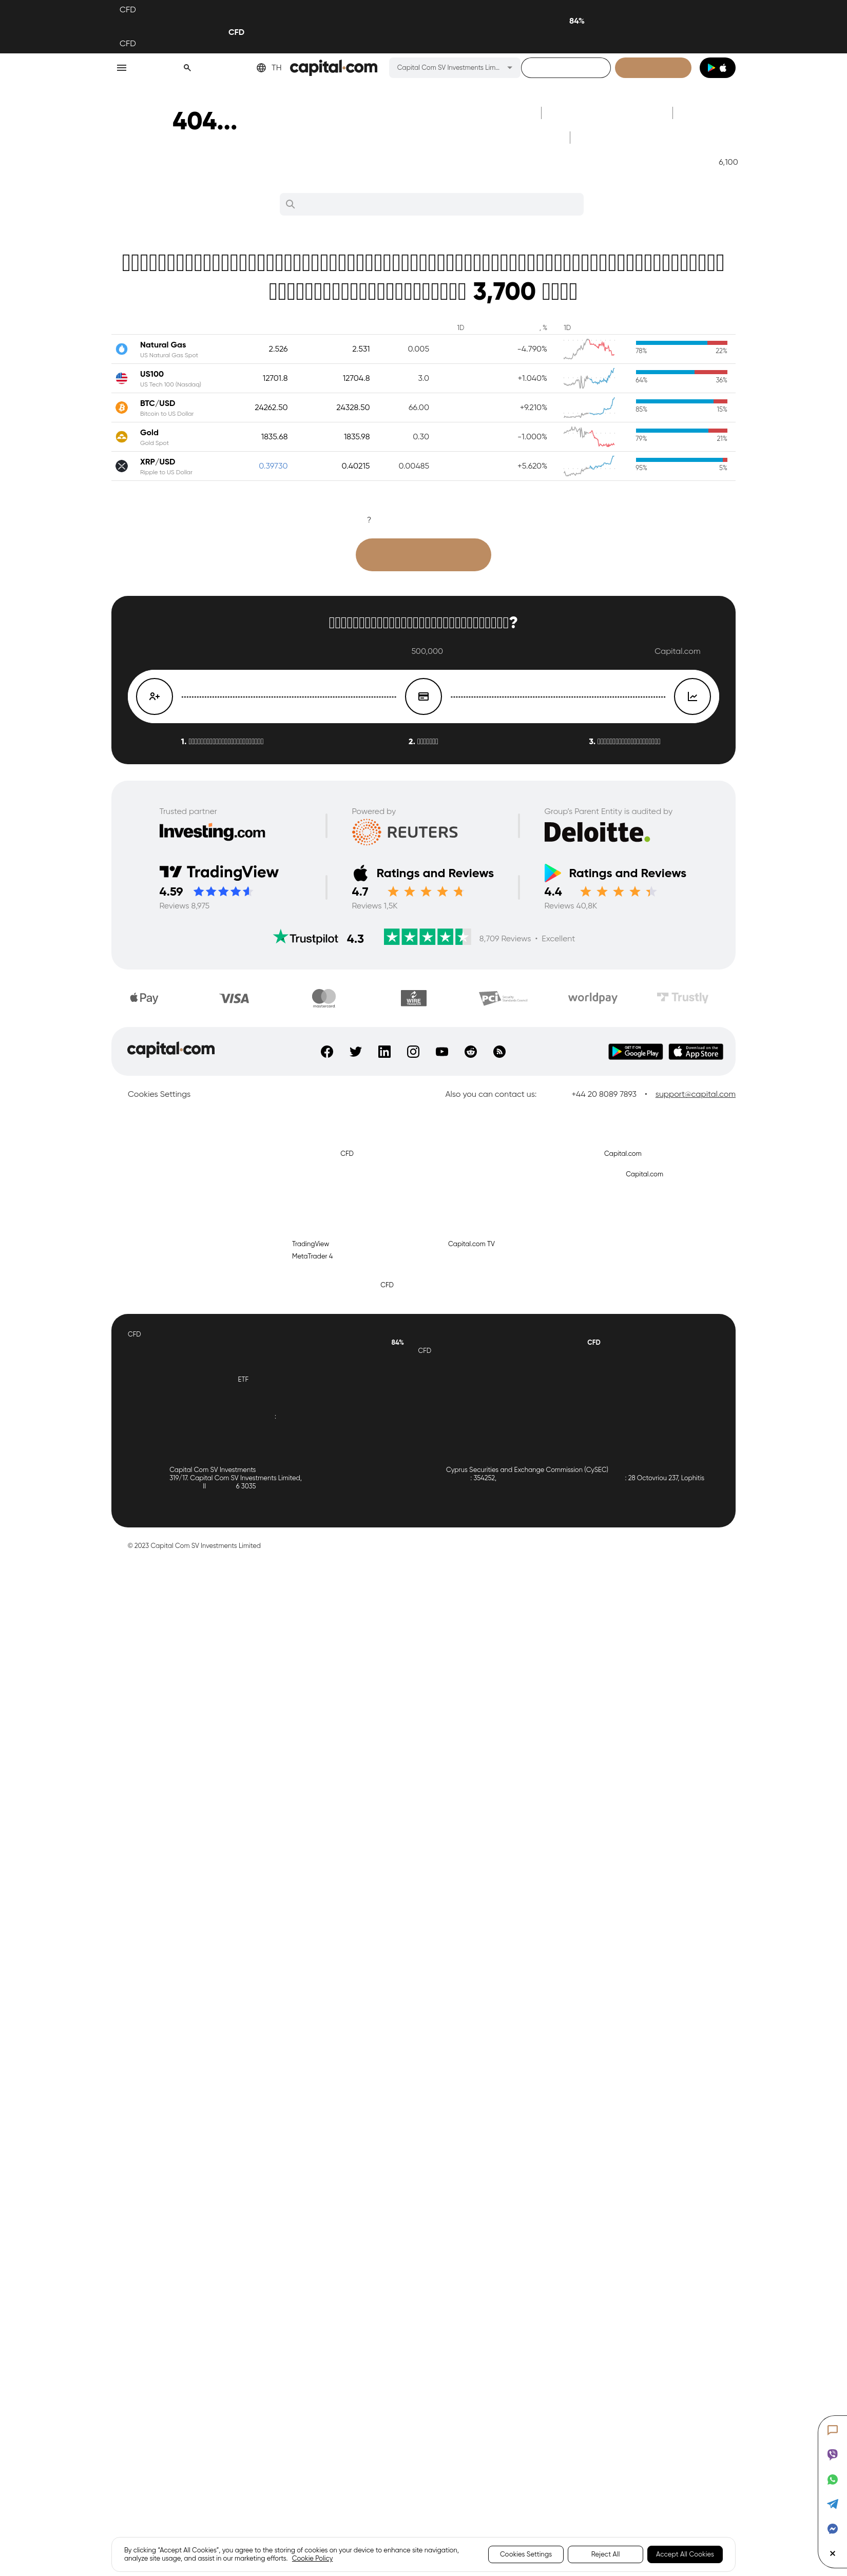 CFD
84%
CFD
CFD
TH
capital.com
Capital Com SV Investments Lim...
404...
6,100
3,700
1D , % 1D
Natural Gas
US Natural Gas Spot
2.526 2.531 0.005 -4.790% 78% 22%
US100
US Tech 100 (Nasdaq)
12701.8 12704.8 3.0 +1.040% 64% 36%
BTC/USD
Bitcoin to US Dollar
24262.50 24328.50 66.00 +9.210% 85% 15%
Gold
Gold Spot
1835.68 1835.98 0.30 -1.000% 79% 21%
XRP/USD
Ripple to US Dollar
0.39730 0.40215 0.00485 +5.620% 95% 5%
?
?
500,000 Capital.com
1. 2. 3.
Trusted partner
Investing.com
Powered by
REUTERS
Group's Parent Entity is audited by
Deloitte.
TradingView
4.59
Reviews 8,975
Ratings and Reviews
4.7
Reviews 1,5K
Ratings and Reviews
4.4
Reviews 40,8K
Trustpilot 4.3 8,709 Reviews • Excellent
Pay VISA mastercard WIRE PCI worldpay Trustly
capital.com
GET IT ON Google Play
Download on the App Store
Cookies Settings
Also you can contact us: +44 20 8089 7893 • support@capital.com
CFD Capital.com
Capital.com
TradingView Capital.com TV
MetaTrader 4
CFD
CFD
84% CFD
CFD
ETF
:
Capital Com SV Investments Cyprus Securities and Exchange Commission (CySEC)
319/17. Capital Com SV Investments Limited, : 354252, : 28 Octovriou 237, Lophitis
II 6 3035
© 2023 Capital Com SV Investments Limited
By clicking "Accept All Cookies", you agree to the storing of cookies on your device to enhance site navigation,
analyze site usage, and assist in our marketing efforts. Cookie Policy
Cookies Settings
Reject All
Accept All Cookies